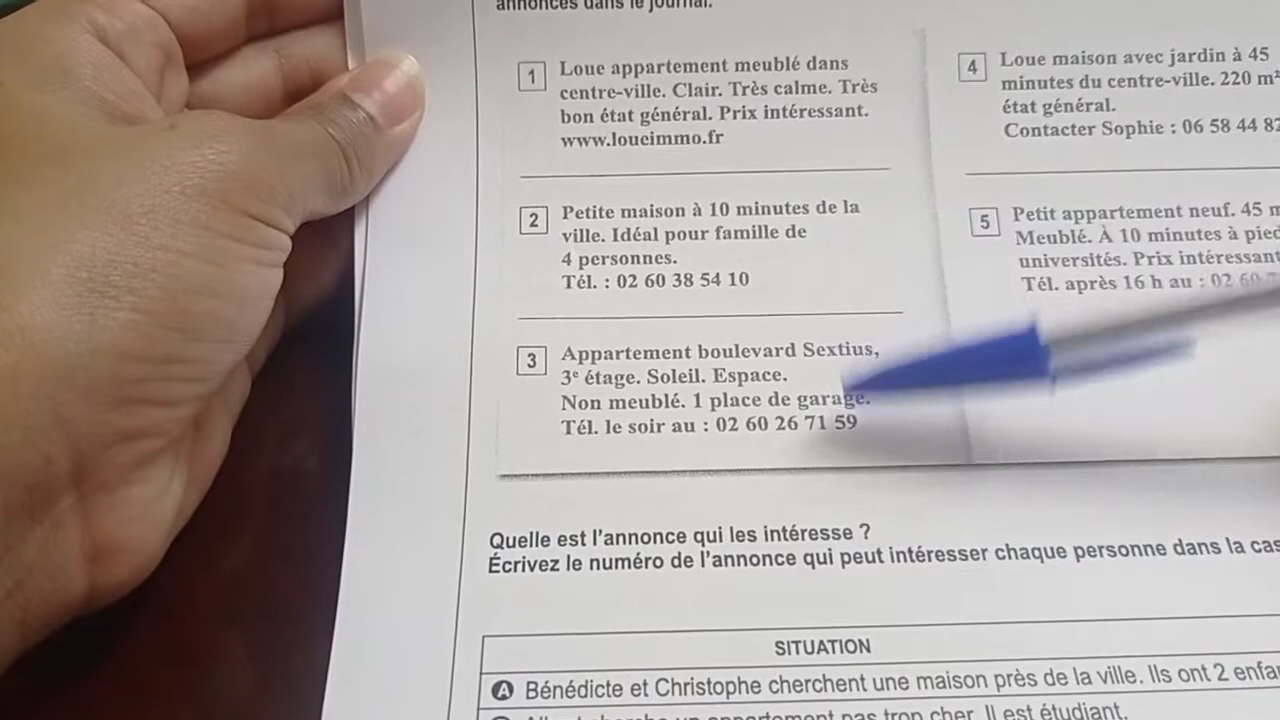 annonces dans le journal.
1
Loue appartement meublé dans
centre-ville. Clair. Très calme. Très
bon état général. Prix intéressant.
www.loueimmo.fr
2
Petite maison à 10 minutes de la
ville. Idéal pour famille de
4 personnes.
Tél. : 02 60 38 54 10
3
Appartement boulevard Sextius,
3e étage. Soleil. Espace.
Non meublé. 1 place de garage.
Tél. le soir au : 02 60 26 71 59
4
Loue maison avec jardin à 45
minutes du centre-ville. 220 m²
état général.
Contacter Sophie : 06 58 44 87
5
Petit appartement neuf. 45 m
Meublé. À 10 minutes à pied
universités. Prix intéressant
Tél. après 16 h au : 02 60
Quelle est l'annonce qui les intéresse ?
Écrivez le numéro de l'annonce qui peut intéresser chaque personne dans la cas
SITUATION
A Bénédicte et Christophe cherchent une maison près de la ville. Ils ont 2 enfa
cherche un appartement pas trop cher. Il est étudiant.